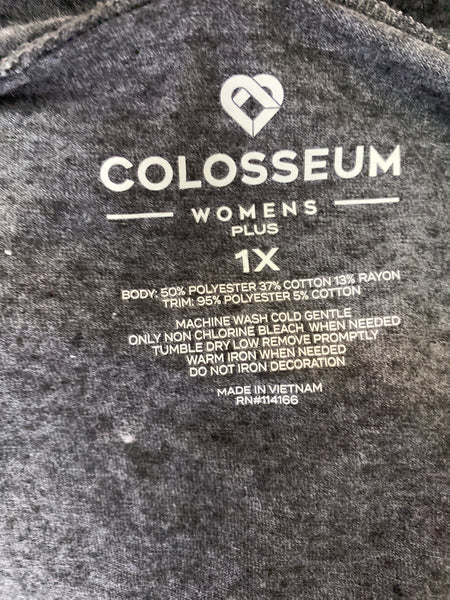 COLOSSEUM
WOMENS
PLUS
1X
BODY: 50% POLYESTER 37% COTTON 13% RAYON
TRIM: 95% POLYESTER 5% COTTON
MACHINE WASH COLD GENTLE
ONLY NON CHLORINE BLEACH WHEN NEEDED
TUMBLE DRY LOW REMOVE PROMPTLY
WARM IRON WHEN NEEDED
DO NOT IRON DECORATION
MADE IN VIETNAM
RN#114166